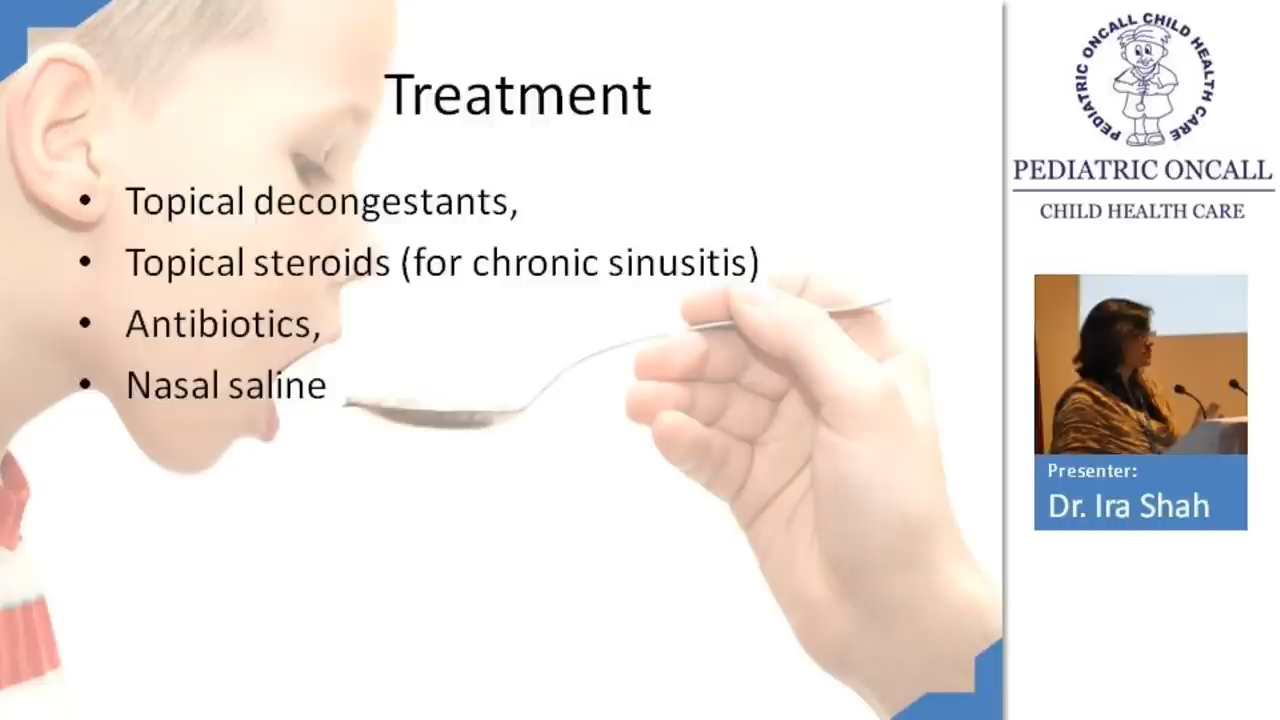 Treatment
• Topical decongestants,
• Topical steroids (for chronic sinusitis)
• Antibiotics,
• Nasal saline
PEDIATRIC ONCALL CHILD HEALTH CARE
PEDIATRIC ONCALL
CHILD HEALTH CARE
Presenter:
Dr. Ira Shah